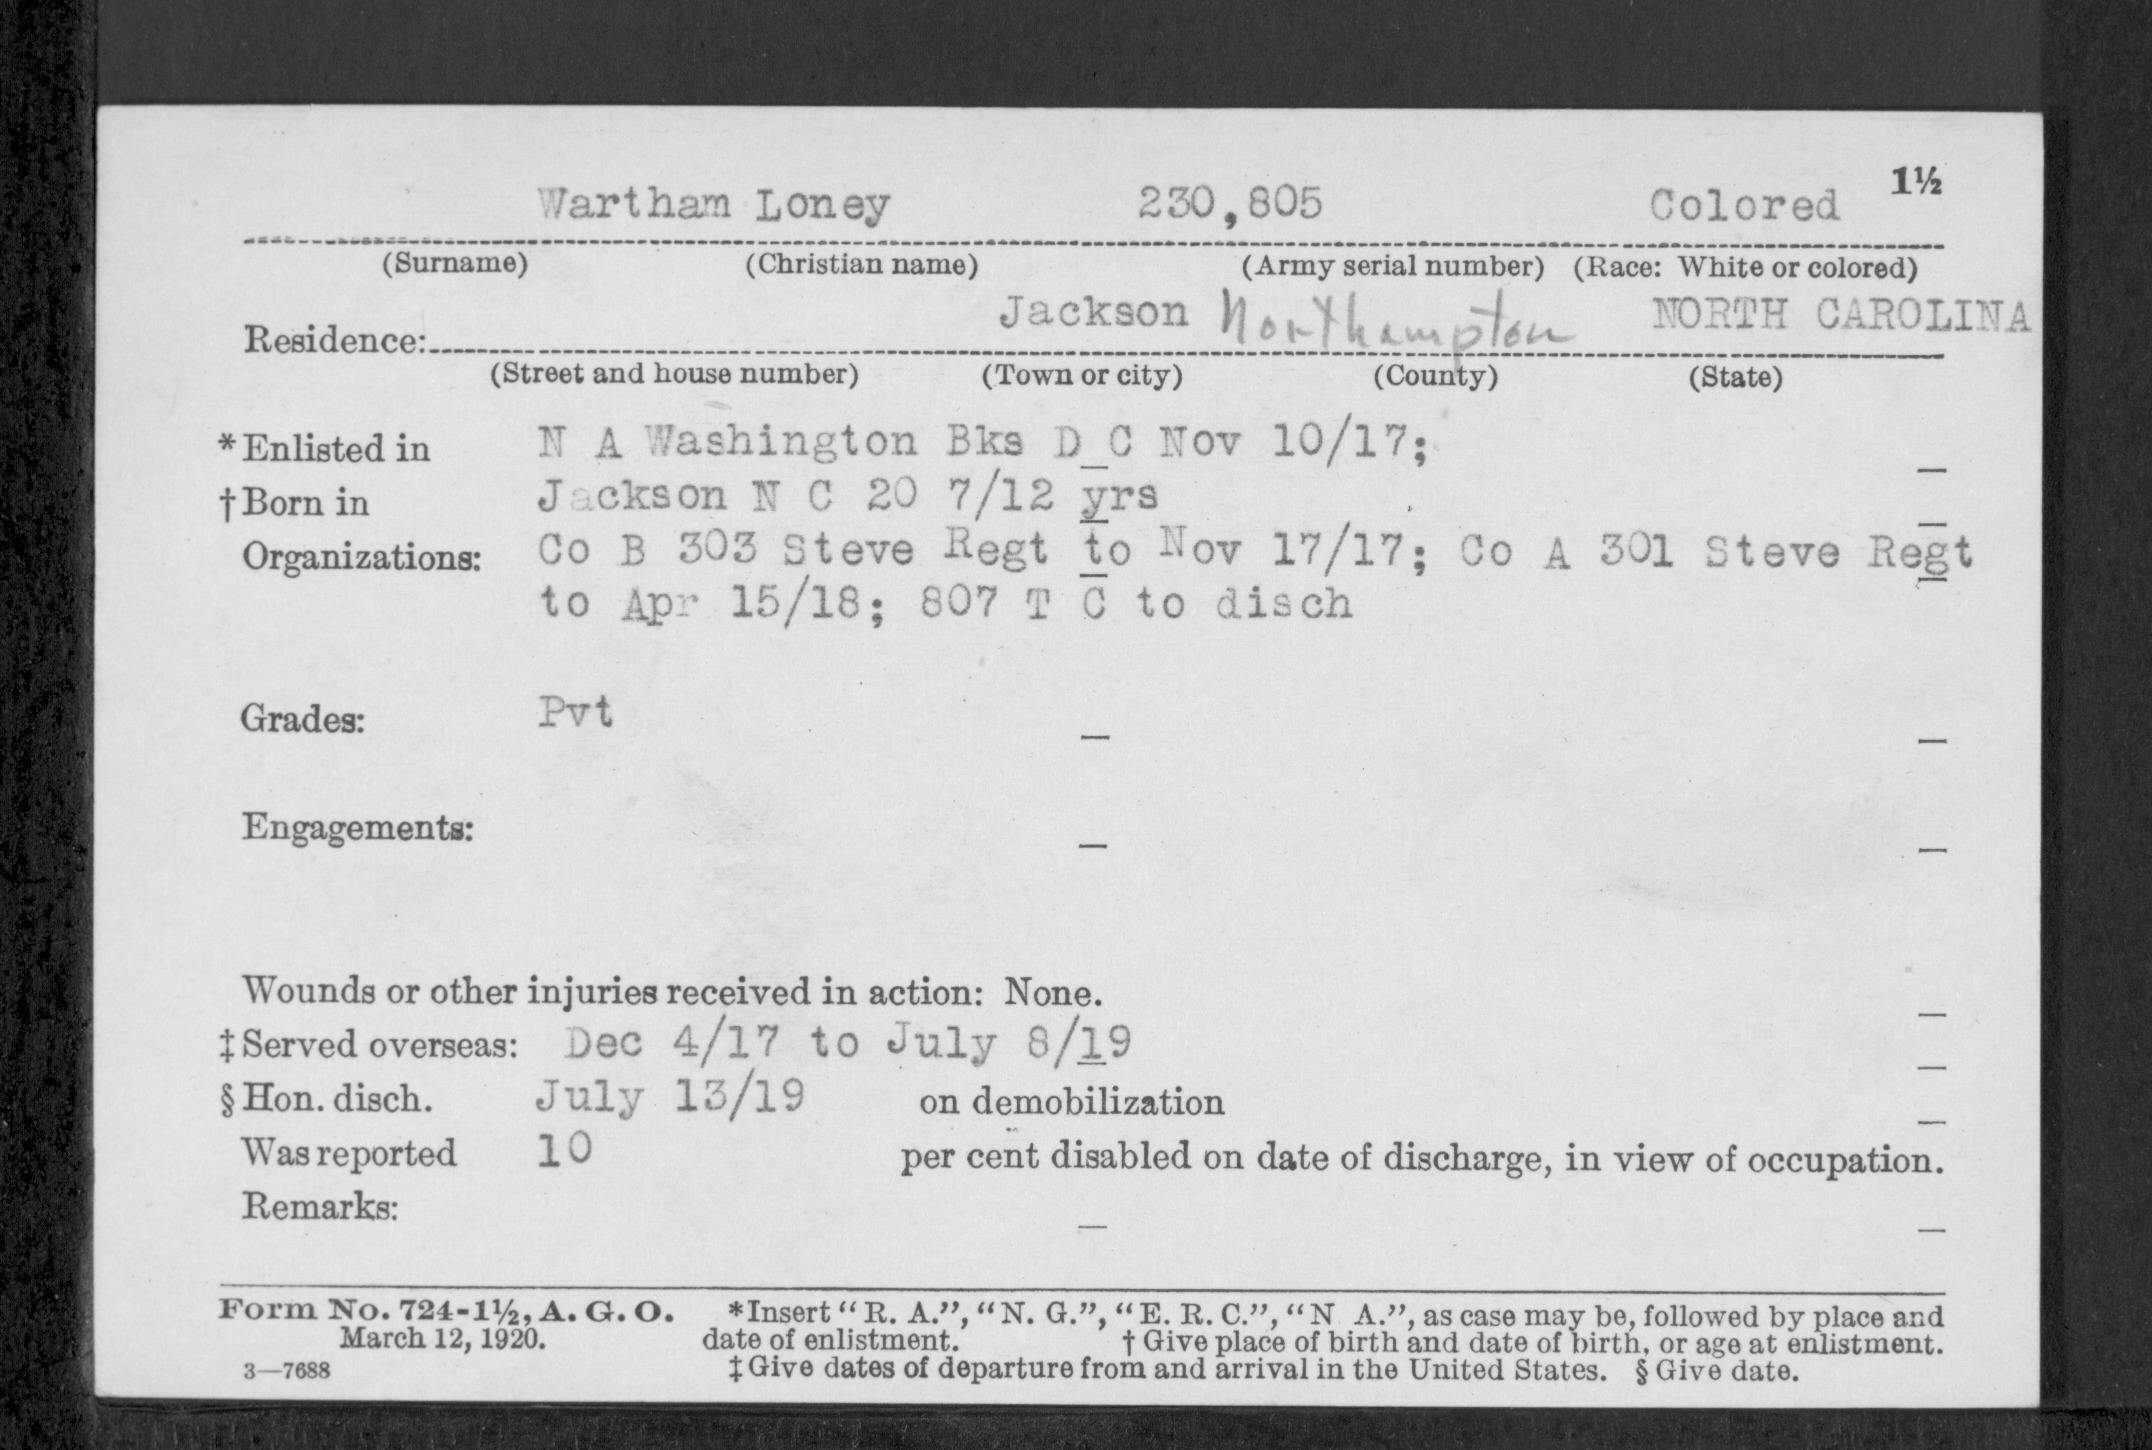 1½
Wartham Loney 230,805 Colored
(Surname) (Christian name) (Army serial number) (Race: White or colored)
Residence: Jackson Northampton NORTH CAROLINA
(Street and house number) (Town or city) (County) (State)
*Enlisted in N A Washington Bks D C Nov 10/17;
†Born in Jackson N C 20 7/12 yrs
Organizations: Co B 303 Steve Regt to Nov 17/17; Co A 301 Steve Regt
to Apr 15/18; 807 T C to disch
Grades: Pvt
Engagements:
Wounds or other injuries received in action: None.
‡Served overseas: Dec 4/17 to July 8/19
§Hon. disch. July 13/19 on demobilization
Was reported 10 per cent disabled on date of discharge, in view of occupation.
Remarks:
Form No. 724-1½, A. G. O. *Insert "R. A.", "N. G.", "E. R. C.", "N A.", as case may be, followed by place and
March 12, 1920. date of enlistment. †Give place of birth and date of birth, or age at enlistment.
3—7688 ‡Give dates of departure from and arrival in the United States. §Give date.